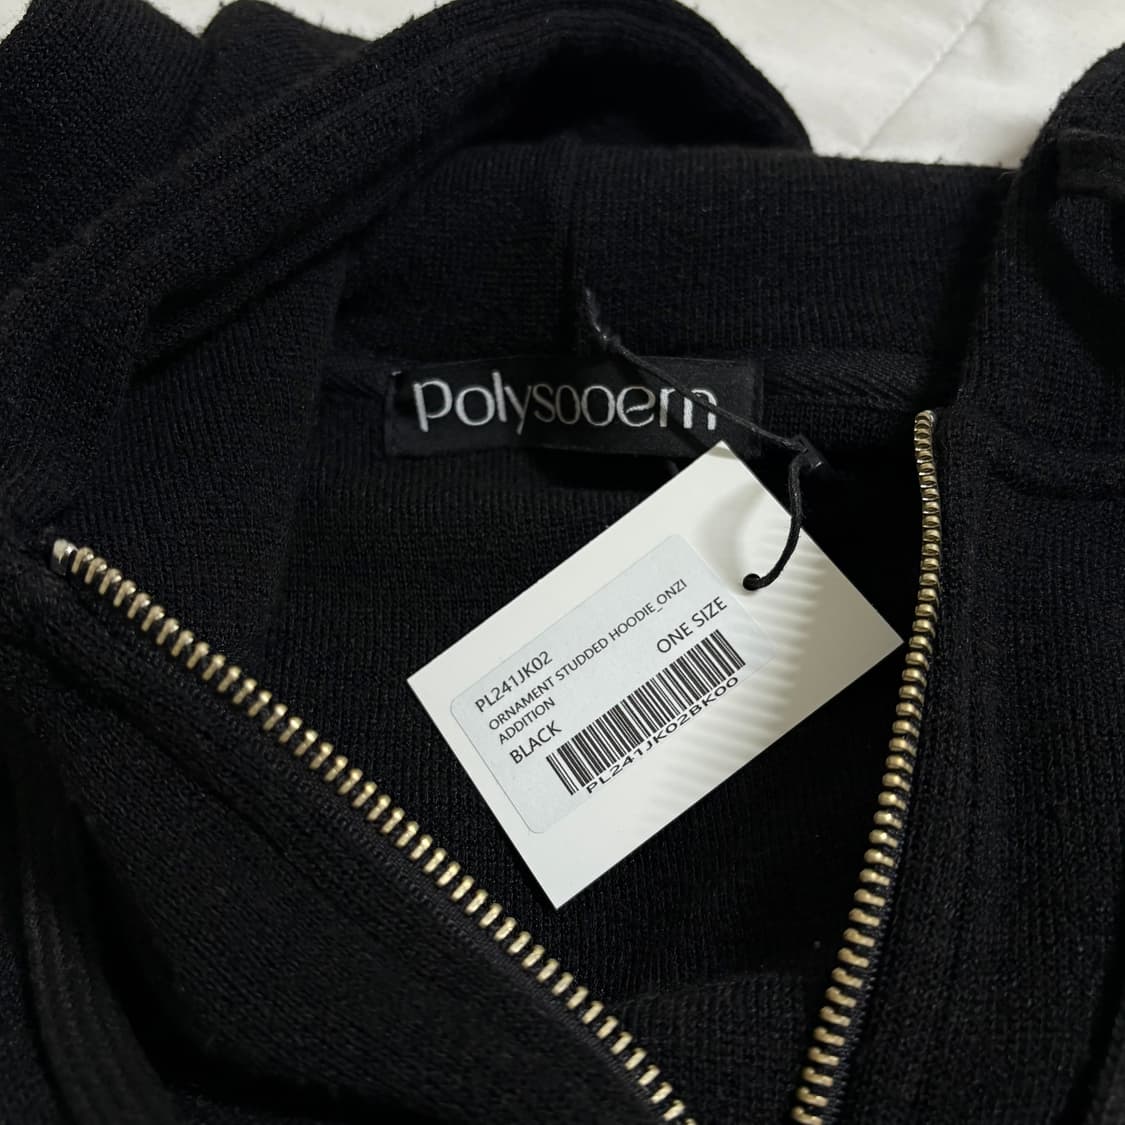 Polysooem
PL241JK02
ORNAMENT STUDDED HOODIE_ONZI
ADDITION
BLACK ONE SIZE
PL241JK02BK00